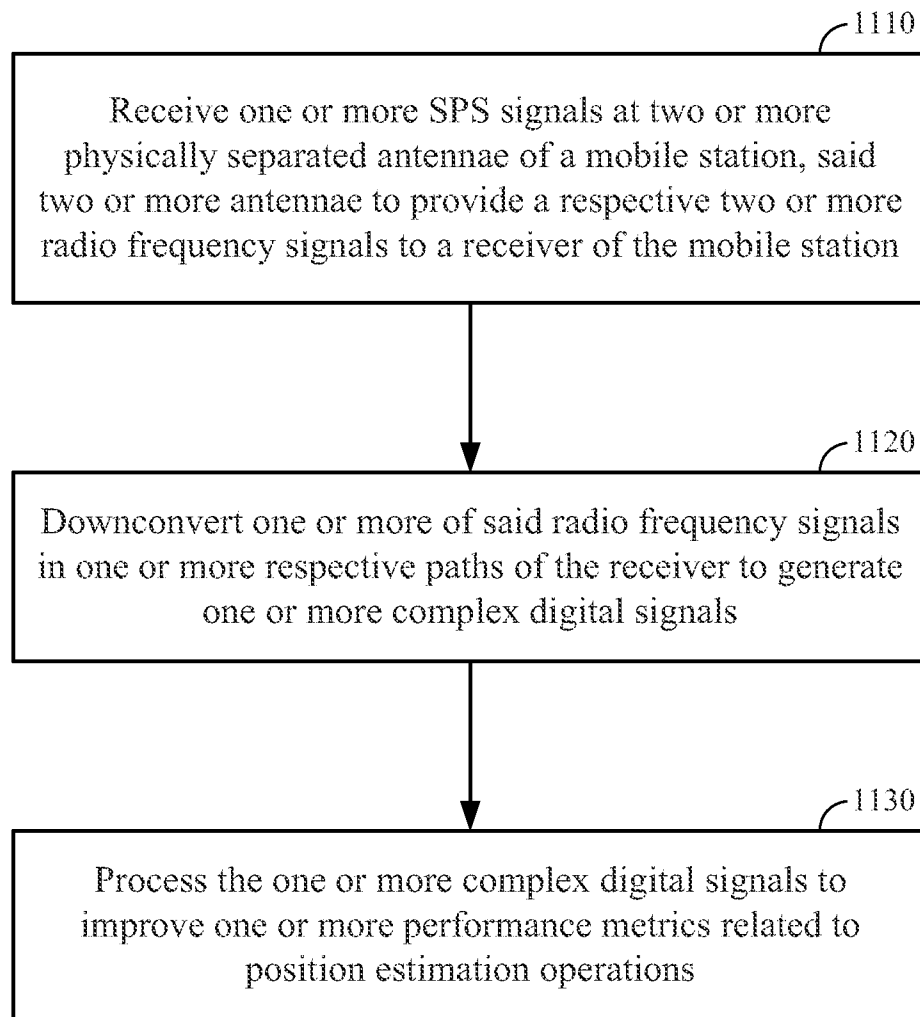 1110
Receive one or more SPS signals at two or more
physically separated antennae of a mobile station, said
two or more antennae to provide a respective two or more
radio frequency signals to a receiver of the mobile station
1120
Downconvert one or more of said radio frequency signals
in one or more respective paths of the receiver to generate
one or more complex digital signals
1130
Process the one or more complex digital signals to
improve one or more performance metrics related to
position estimation operations